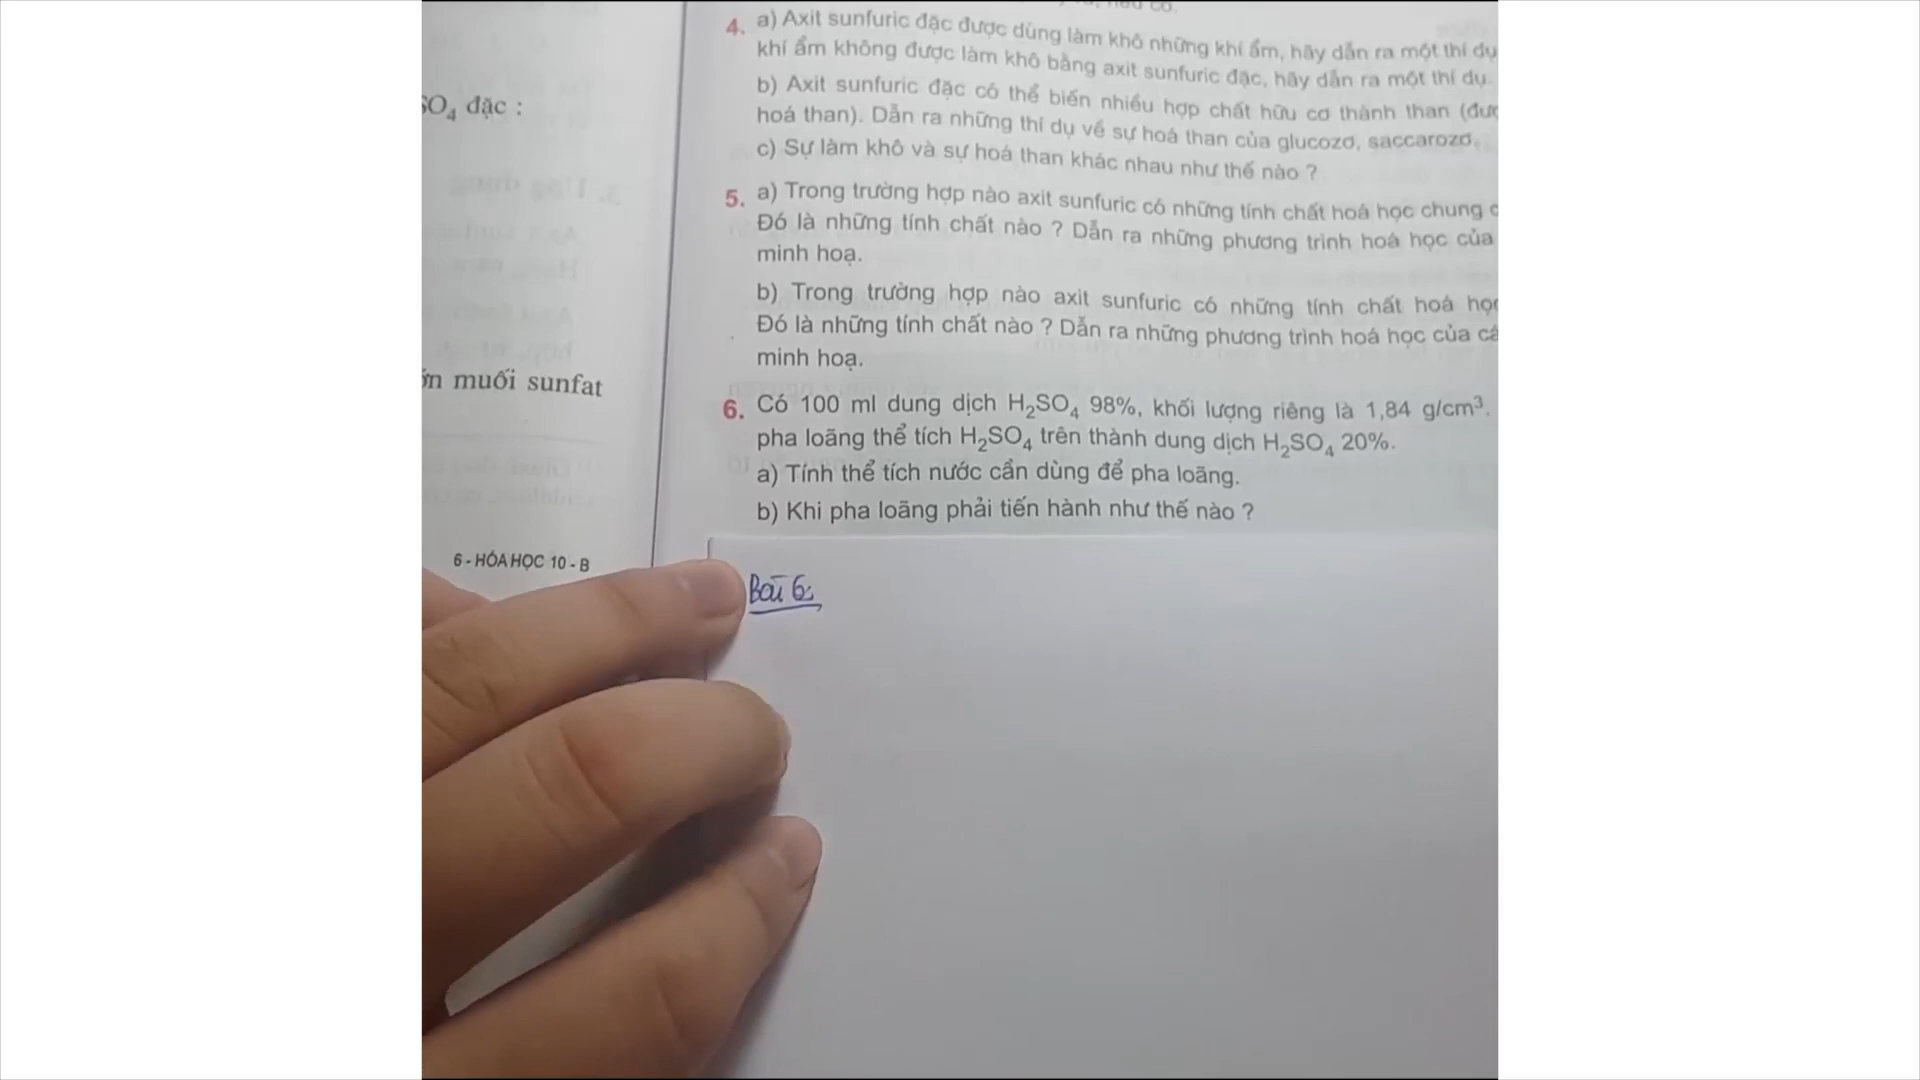 SO₄ đặc :
ớn muối sunfat
6 - HÓA HỌC 10 - B
4. a) Axit sunfuric đặc được dùng làm khô những khí ẩm, hãy dẫn ra một thí dụ
khí ẩm không được làm khô bằng axit sunfuric đặc, hãy dẫn ra một thí dụ.
b) Axit sunfuric đặc có thể biến nhiều hợp chất hữu cơ thành than (đượ
hoá than). Dẫn ra những thí dụ về sự hoá than của glucozơ, saccarozơ.
c) Sự làm khô và sự hoá than khác nhau như thế nào ?
5. a) Trong trường hợp nào axit sunfuric có những tính chất hoá học chung c
Đó là những tính chất nào ? Dẫn ra những phương trình hoá học của
minh hoạ.
b) Trong trường hợp nào axit sunfuric có những tính chất hoá học
Đó là những tính chất nào ? Dẫn ra những phương trình hoá học của cá
minh hoạ.
6. Có 100 ml dung dịch H₂SO₄ 98%, khối lượng riêng là 1,84 g/cm³.
pha loãng thể tích H₂SO₄ trên thành dung dịch H₂SO₄ 20%.
a) Tính thể tích nước cần dùng để pha loãng.
b) Khi pha loãng phải tiến hành như thế nào ?
Bài 6: